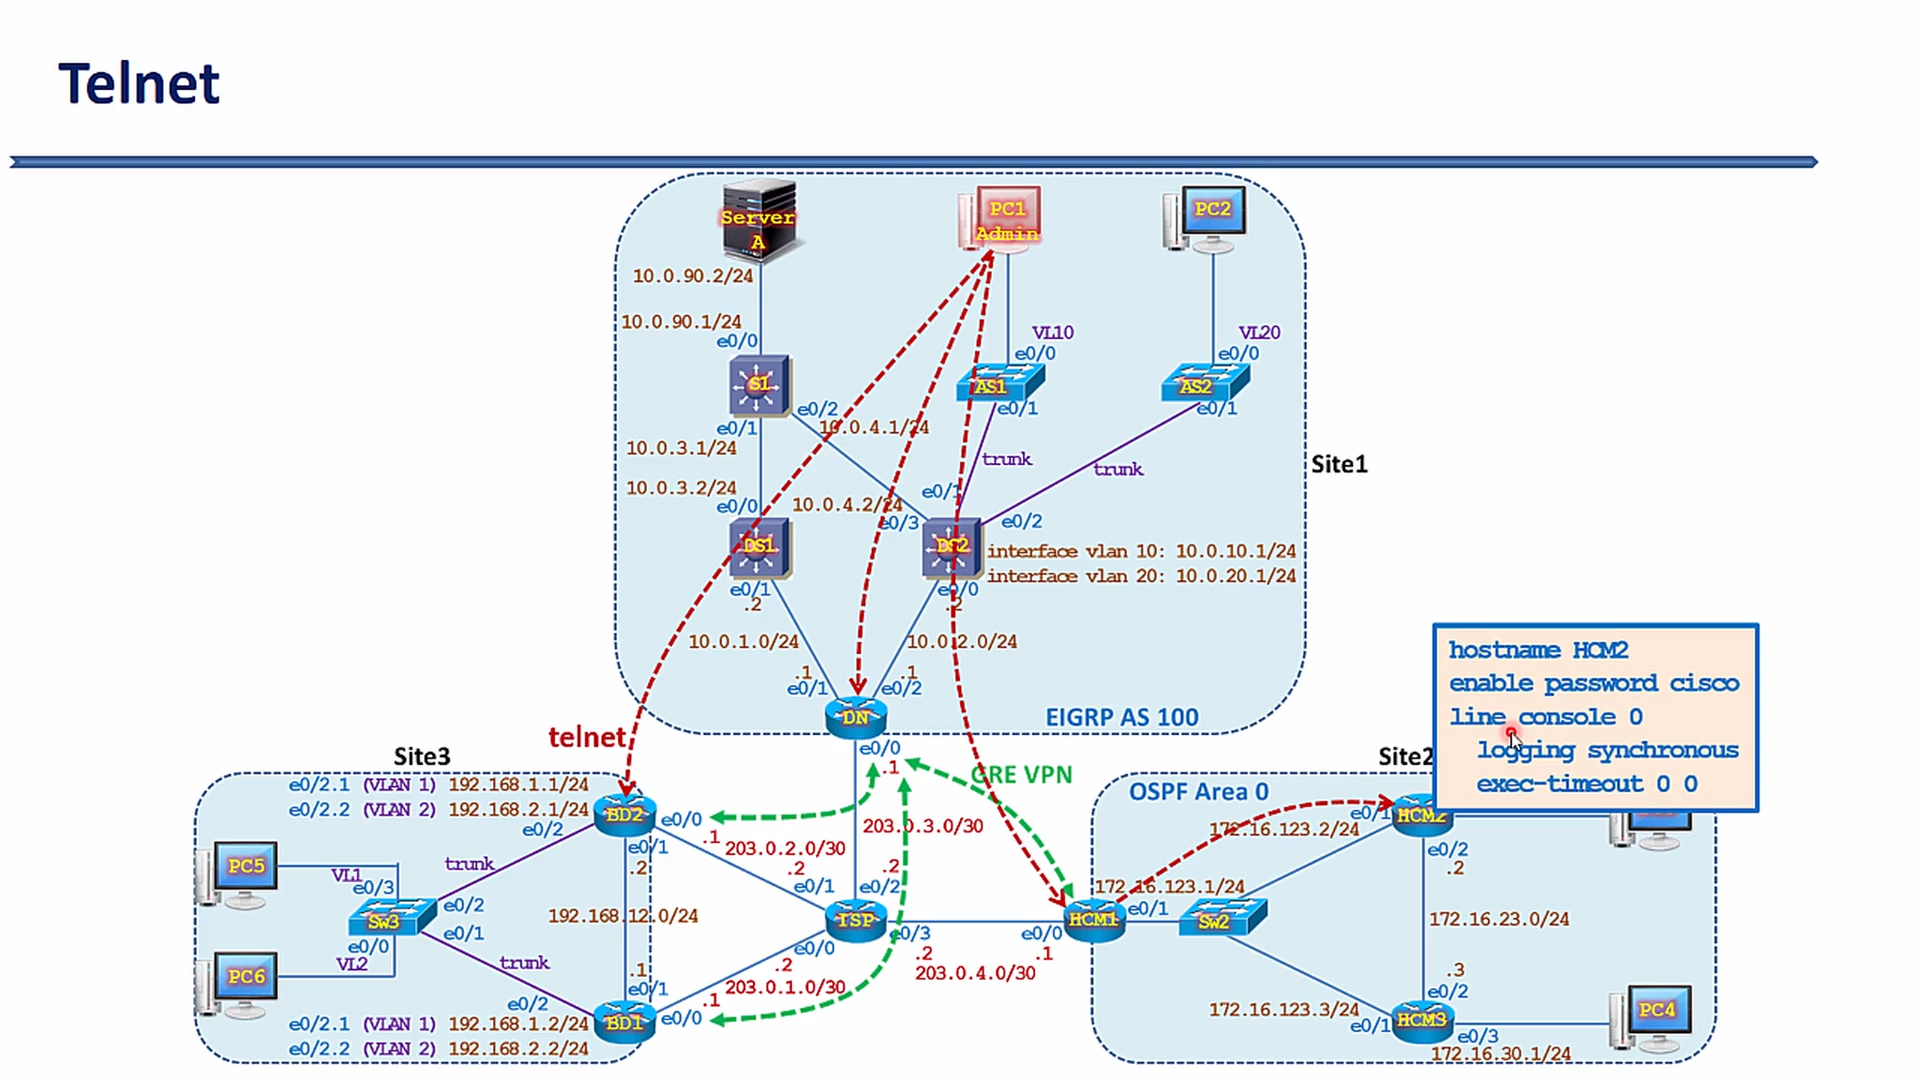 Telnet
Server
A
PC1
Admin
PC2
10.0.90.2/24
10.0.90.1/24
e0/0
VL10
e0/0
VL20
e0/0
S1
AS1
AS2
e0/2
e0/1
e0/1
e0/1
10.0.4.1/24
10.0.3.1/24
trunk
trunk
Site1
10.0.3.2/24
e0/0
10.0.4.2/24
e0/1
e0/3
e0/2
DS1
DS2
interface vlan 10: 10.0.10.1/24
interface vlan 20: 10.0.20.1/24
e0/1
.2
e0/0
.2
10.0.1.0/24
10.0.2.0/24
.1
e0/1
.1
e0/2
DN
EIGRP AS 100
hostname HCM2
enable password cisco
line console 0
logging synchronous
exec-timeout 0 0
telnet
e0/0
.1
GRE VPN
Site3
Site2
e0/2.1 (VLAN 1) 192.168.1.1/24
e0/2.2 (VLAN 2) 192.168.2.1/24
e0/2
BD2
e0/0
.1
e0/1
.2
203.0.3.0/30
203.0.2.0/30
.2
e0/1
.2
e0/2
OSPF Area 0
172.16.123.2/24
e0/1
HCM2
e0/2
.2
PC5
VL1
e0/3
trunk
Sw3
e0/2
e0/1
e0/0
VL2
PC6
trunk
192.168.12.0/24
ISP
e0/0
e0/3
.2
203.0.4.0/30
e0/0
.1
HCM1
172.16.123.1/24
e0/1
Sw2
172.16.23.0/24
.2
203.0.1.0/30
.1
.1
e0/1
e0/2
BD1
e0/0
e0/2.1 (VLAN 1) 192.168.1.2/24
e0/2.2 (VLAN 2) 192.168.2.2/24
.3
e0/2
172.16.123.3/24
e0/1
HCM3
e0/3
172.16.30.1/24
PC4